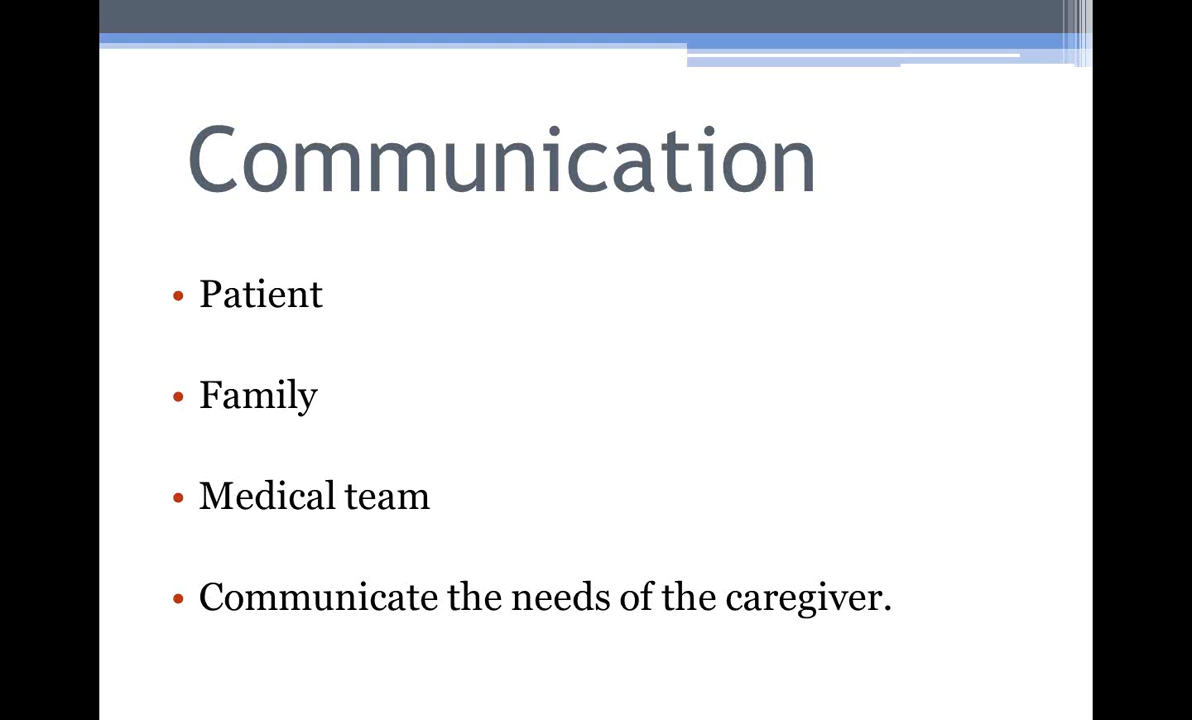 Communication
• Patient
• Family
• Medical team
• Communicate the needs of the caregiver.